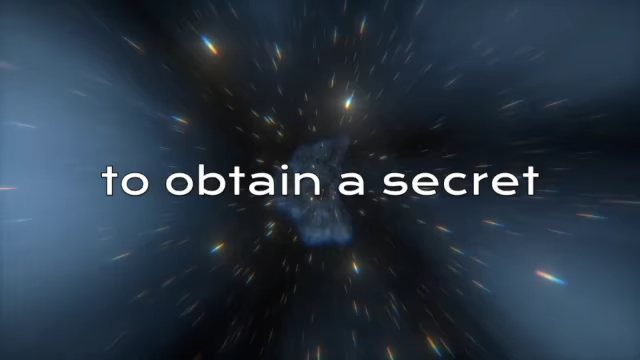 to obtain a secret